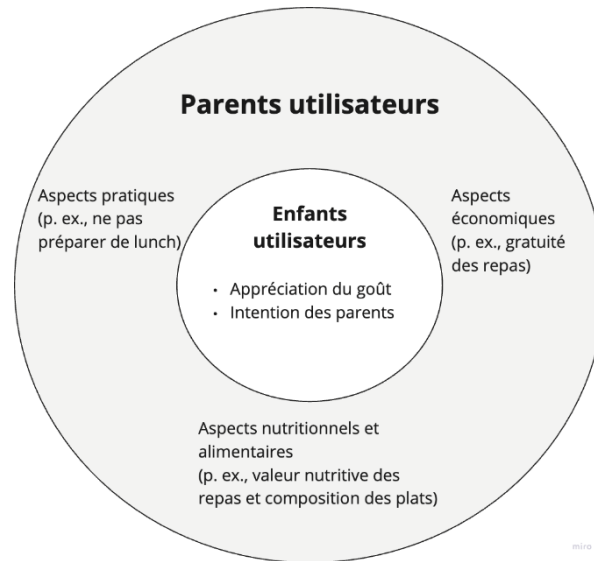 Parents utilisateurs
Aspects pratiques
(p. ex., ne pas
préparer de lunch)
Enfants
utilisateurs
• Appréciation du goût
• Intention des parents
Aspects
économiques
(p. ex., gratuité
des repas)
Aspects nutritionnels et
alimentaires
(p. ex., valeur nutritive des
repas et composition des plats)
miro